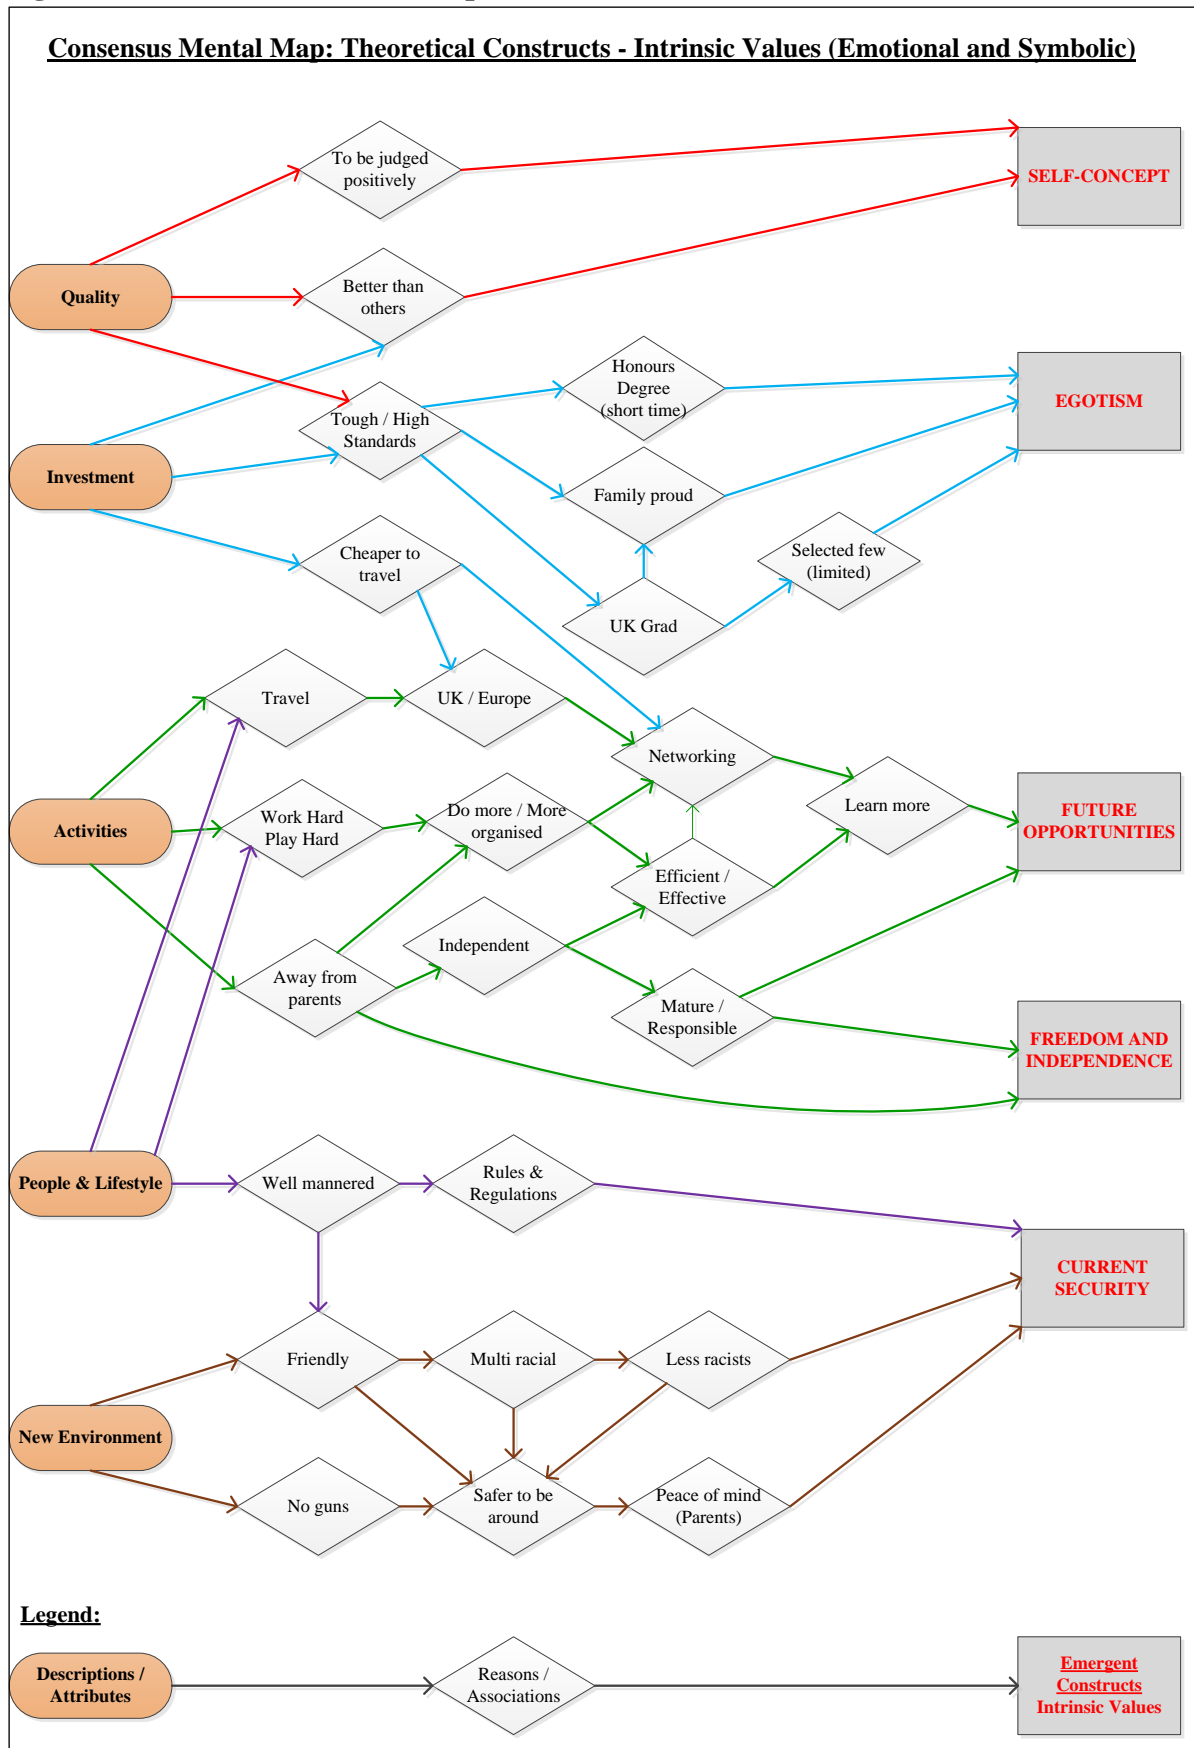 Consensus Mental Map: Theoretical Constructs - Intrinsic Values (Emotional and Symbolic)
To be judged
positively
SELF-CONCEPT
Quality
Better than
others
Honours
Degree
(short time)
EGOTISM
Tough / High
Standards
Investment
Family proud
Cheaper to
travel
Selected few
(limited)
UK Grad
Travel
UK / Europe
Networking
Learn more
Activities
Work Hard
Play Hard
Do more / More
organised
FUTURE
OPPORTUNITIES
Efficient /
Effective
Independent
Away from
parents
Mature /
Responsible
FREEDOM AND
INDEPENDENCE
People & Lifestyle
Well mannered
Rules &
Regulations
CURRENT
SECURITY
Friendly
Multi racial
Less racists
New Environment
No guns
Safer to be
around
Peace of mind
(Parents)
Legend:
Descriptions /
Attributes
Reasons /
Associations
Emergent
Constructs
Intrinsic Values